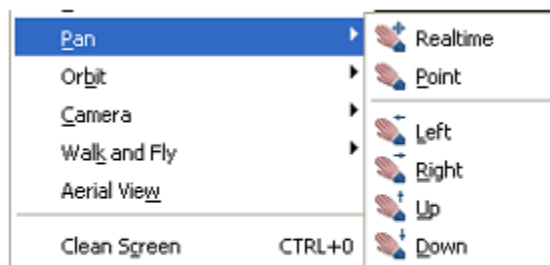 Pan
Orbit
Camera
Walk and Fly
Aerial View
Clean Screen CTRL+0
Realtime
Point
Left
Right
Up
Down